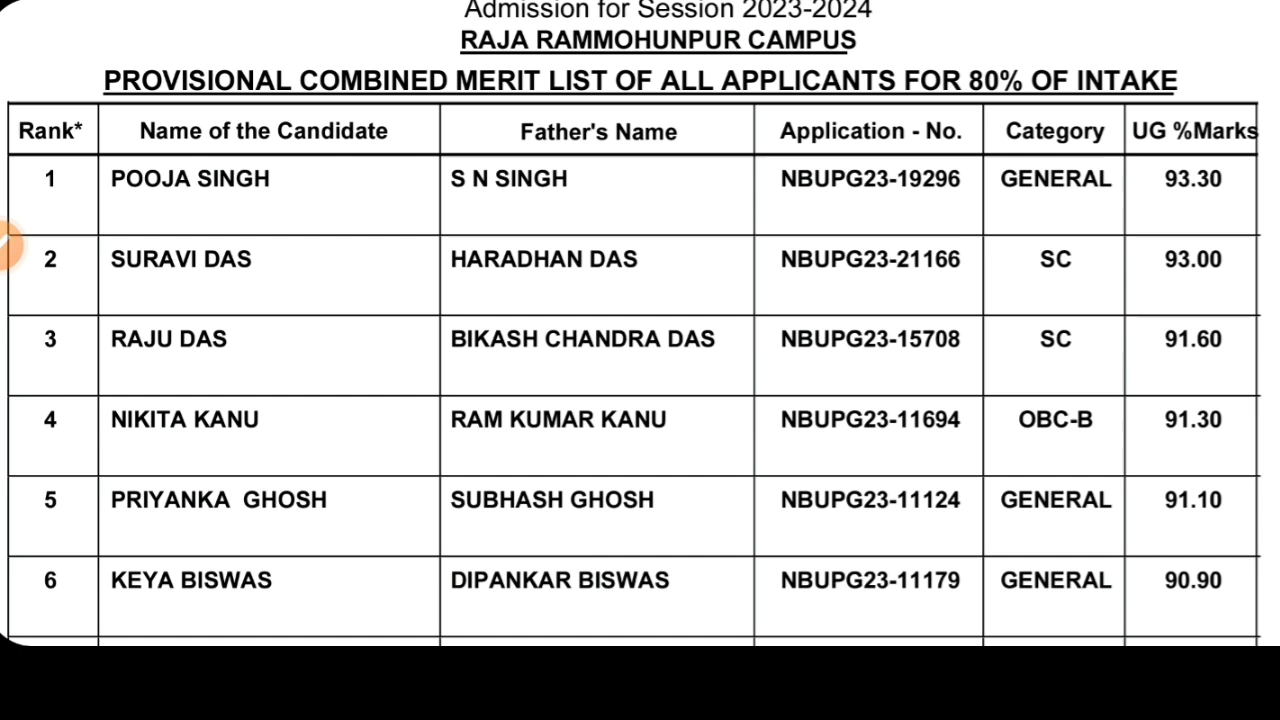 Admission for Session 2023-2024
RAJA RAMMOHUNPUR CAMPUS
PROVISIONAL COMBINED MERIT LIST OF ALL APPLICANTS FOR 80% OF INTAKE
Rank* Name of the Candidate Father's Name Application - No. Category UG %Marks
1 POOJA SINGH S N SINGH NBUPG23-19296 GENERAL 93.30
2 SURAVI DAS HARADHAN DAS NBUPG23-21166 SC 93.00
3 RAJU DAS BIKASH CHANDRA DAS NBUPG23-15708 SC 91.60
4 NIKITA KANU RAM KUMAR KANU NBUPG23-11694 OBC-B 91.30
5 PRIYANKA GHOSH SUBHASH GHOSH NBUPG23-11124 GENERAL 91.10
6 KEYA BISWAS DIPANKAR BISWAS NBUPG23-11179 GENERAL 90.90